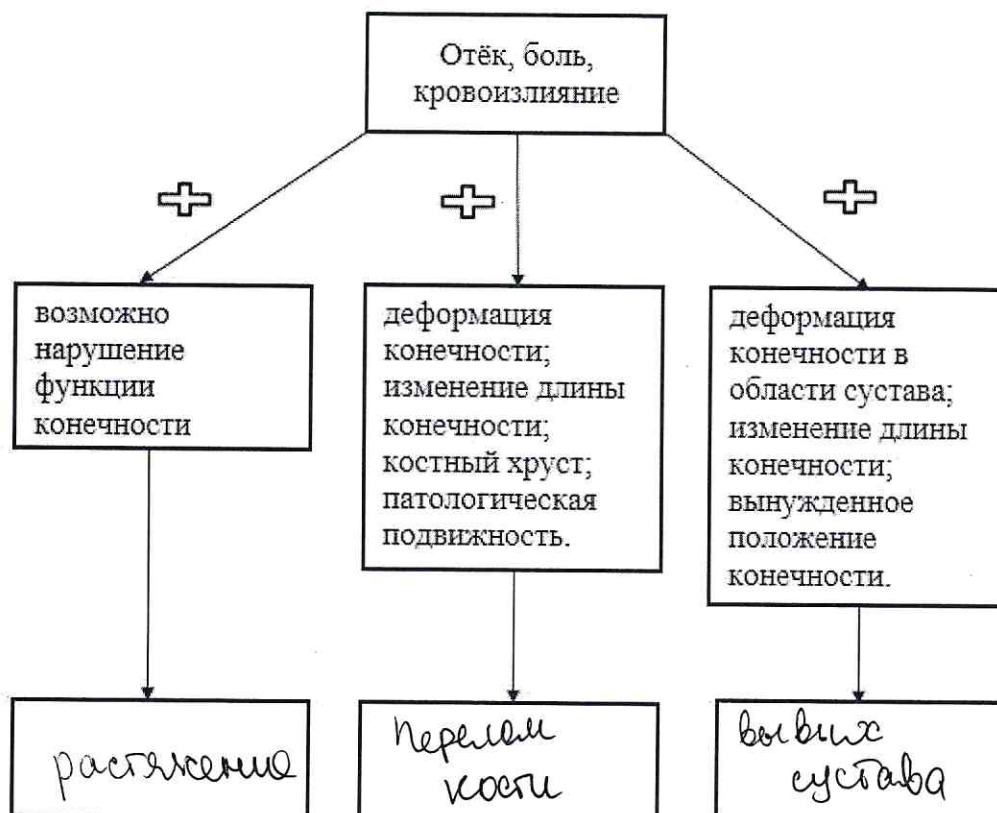 Отёк, боль,
кровоизлияние
возможно
нарушение
функции
конечности
деформация
конечности;
изменение длины
конечности;
костный хруст;
патологическая
подвижность.
деформация
конечности в
области сустава;
изменение длины
конечности;
вынужденное
положение
конечности.
растяжение
Перелом
кости
вывих
сустава